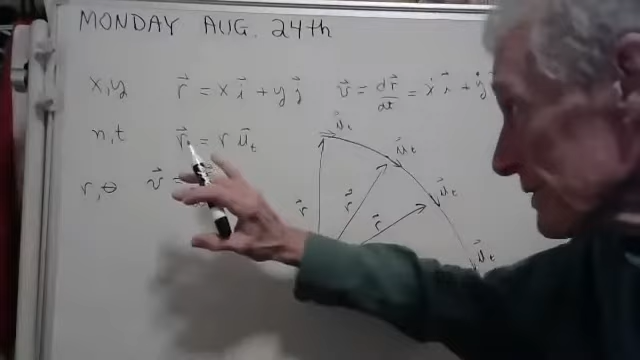 MONDAY AUG. 24th
x,y r⃗ = x i⃗ + y j⃗ v⃗ = dr⃗/dt = ẋ i⃗ + ẏ
n,t r⃗ = r u⃗t
r,θ v⃗ =
u⃗t
u⃗t
u⃗t
r⃗ r⃗ r⃗
u⃗t